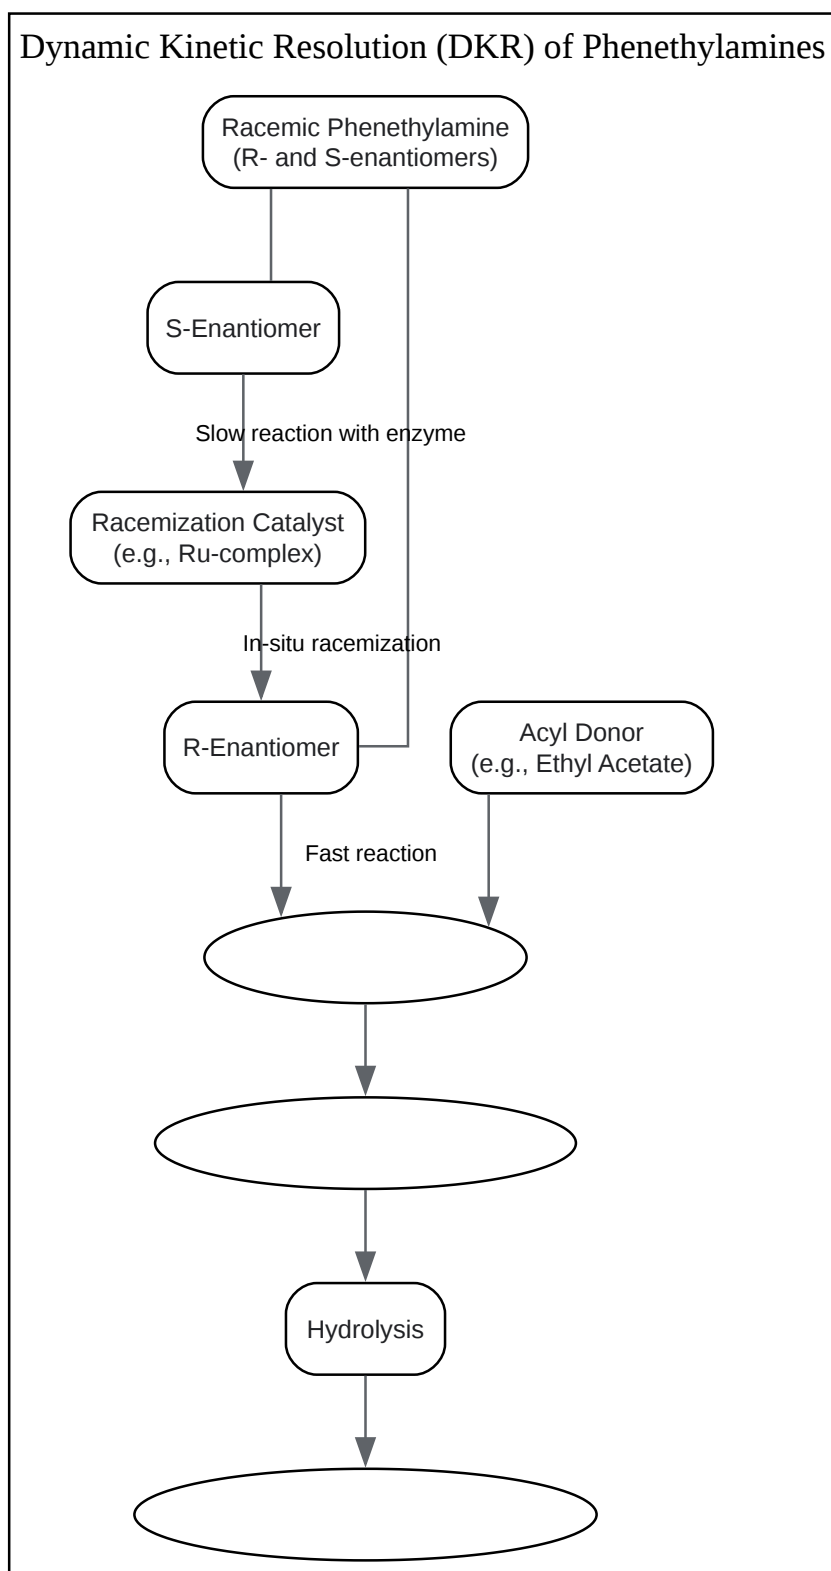 Dynamic Kinetic Resolution (DKR) of Phenethylamines
Racemic Phenethylamine
(R- and S-enantiomers)
S-Enantiomer
Slow reaction with enzyme
Racemization Catalyst
(e.g., Ru-complex)
In-situ racemization
R-Enantiomer
Acyl Donor
(e.g., Ethyl Acetate)
Fast reaction
Hydrolysis